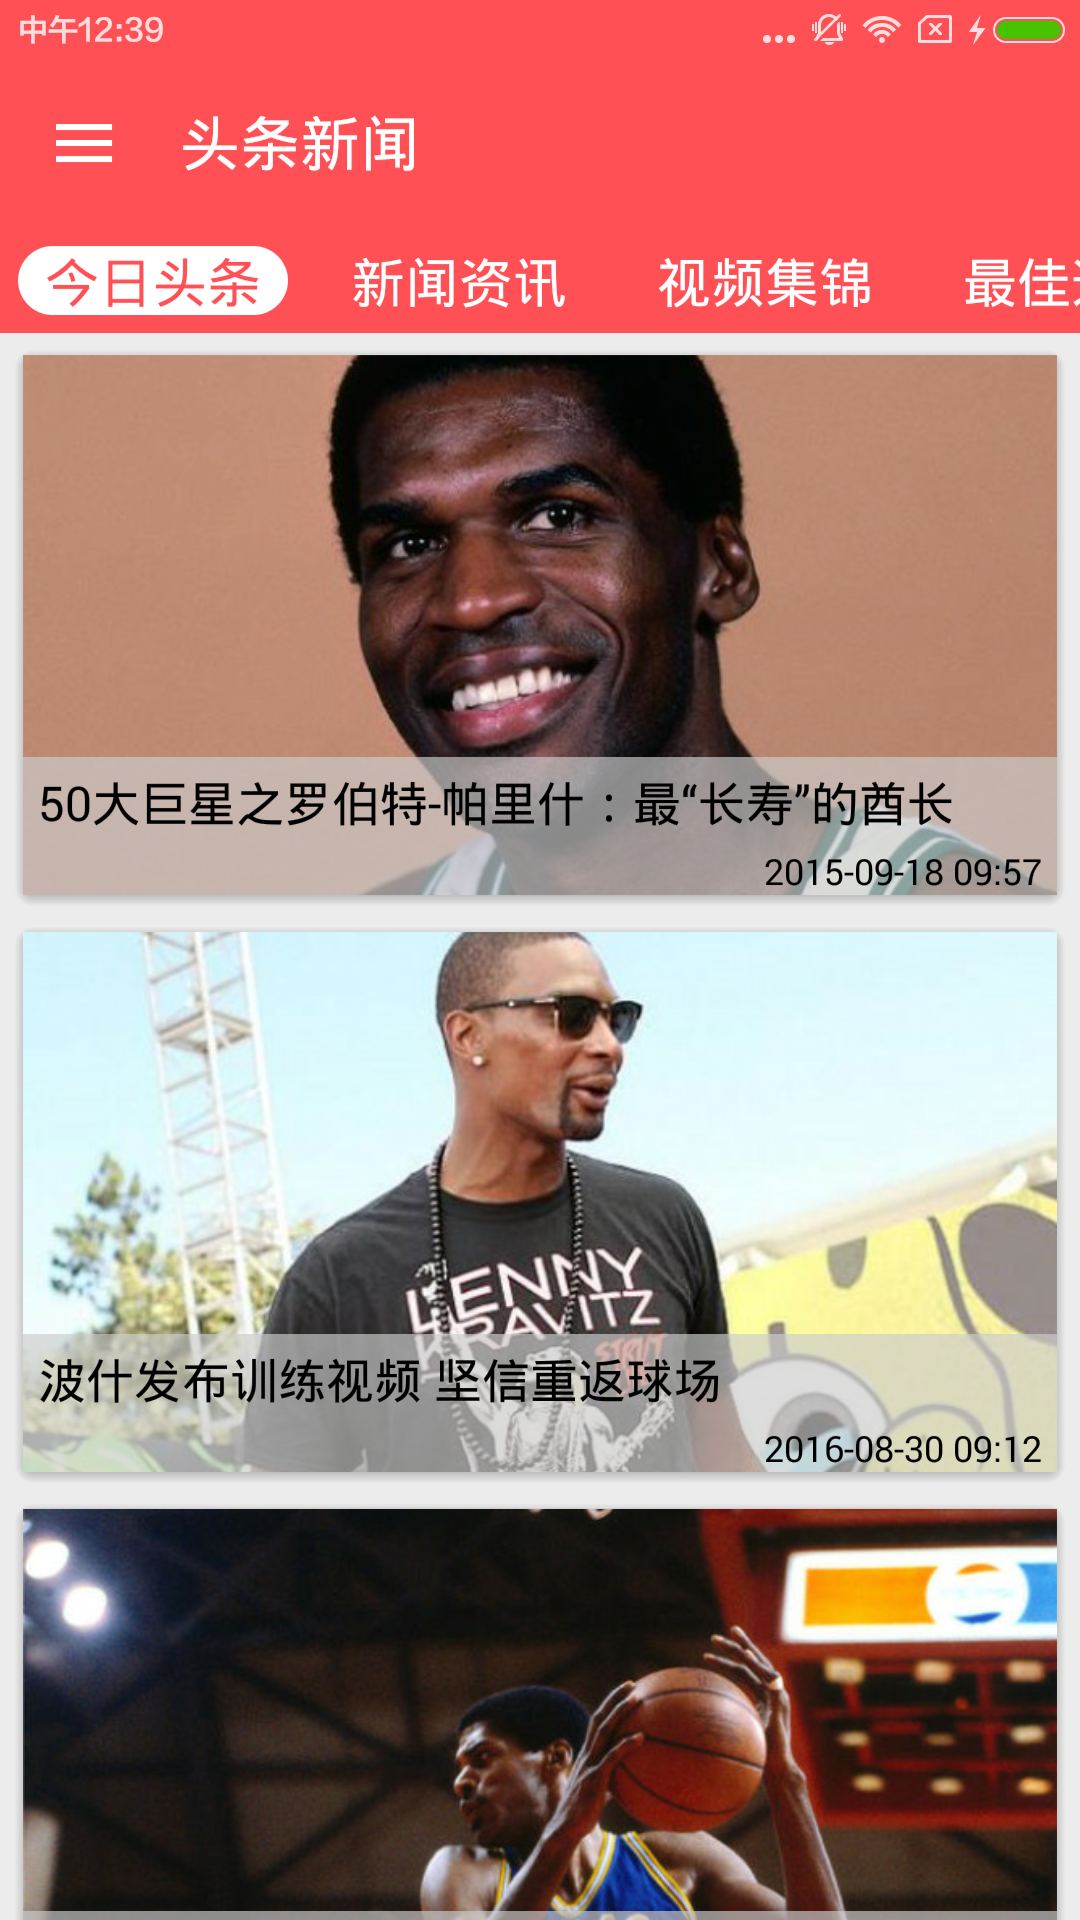 中午12:39
头条新闻
今日头条 新闻资讯 视频集锦 最佳
50大巨星之罗伯特-帕里什：最“长寿”的酋长
2015-09-18 09:57
LENNY
KRAVITZ
STRUT
波什发布训练视频 坚信重返球场
2016-08-30 09:12